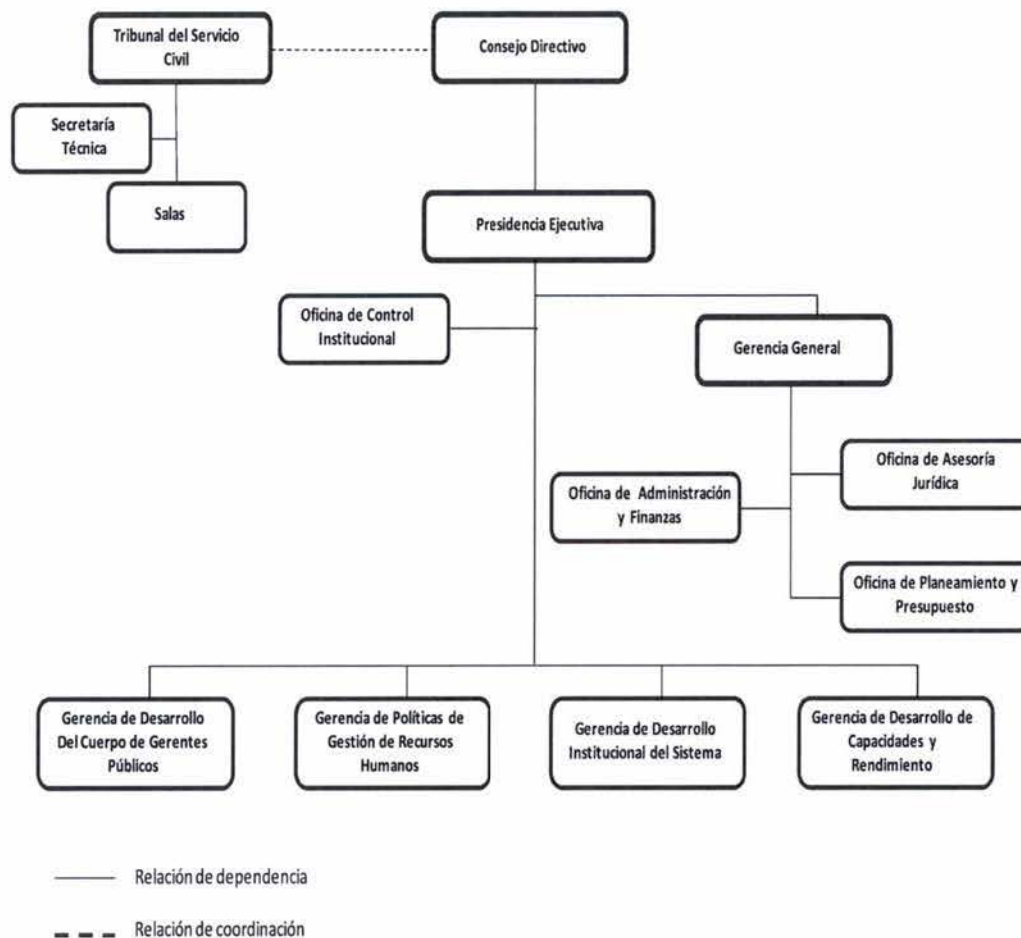 Tribunal del Servicio
Civil
Consejo Directivo
Secretaría
Técnica
Salas
Presidencia Ejecutiva
Oficina de Control
Institucional
Gerencia General
Oficina de Asesoría
Jurídica
Oficina de Administración
y Finanzas
Oficina de Planeamiento y
Presupuesto
Gerencia de Desarrollo
Del Cuerpo de Gerentes
Públicos
Gerencia de Políticas de
Gestión de Recursos
Humanos
Gerencia de Desarrollo
Institucional del Sistema
Gerencia de Desarrollo de
Capacidades y
Rendimiento
Relación de dependencia
Relación de coordinación